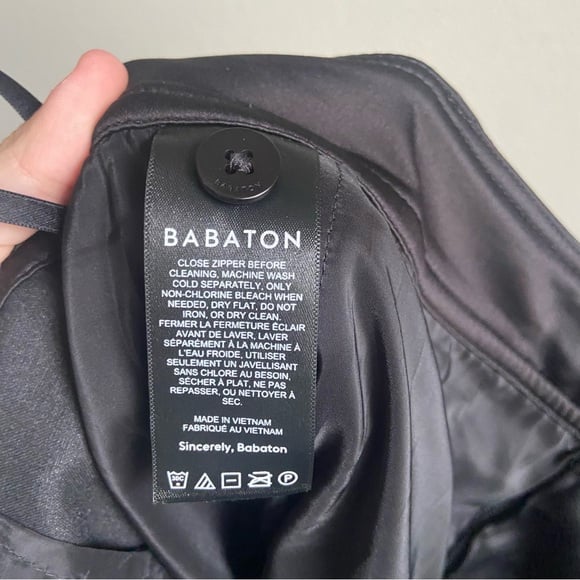 BABATON
BABATON
CLOSE ZIPPER BEFORE
CLEANING, MACHINE WASH
COLD SEPARATELY, ONLY
NON-CHLORINE BLEACH WHEN
NEEDED, DRY FLAT, DO NOT
IRON, OR DRY CLEAN.
FERMER LA FERMETURE ÉCLAIR
AVANT DE LAVER, LAVER
SÉPARÉMENT À LA MACHINE À
L'EAU FROIDE, UTILISER
SEULEMENT UN JAVELLISANT
SANS CHLORE AU BESOIN,
SÉCHER À PLAT, NE PAS
REPASSER, OU NETTOYER À
SEC.
MADE IN VIETNAM
FABRIQUÉ AU VIETNAM
Sincerely, Babaton
30C P